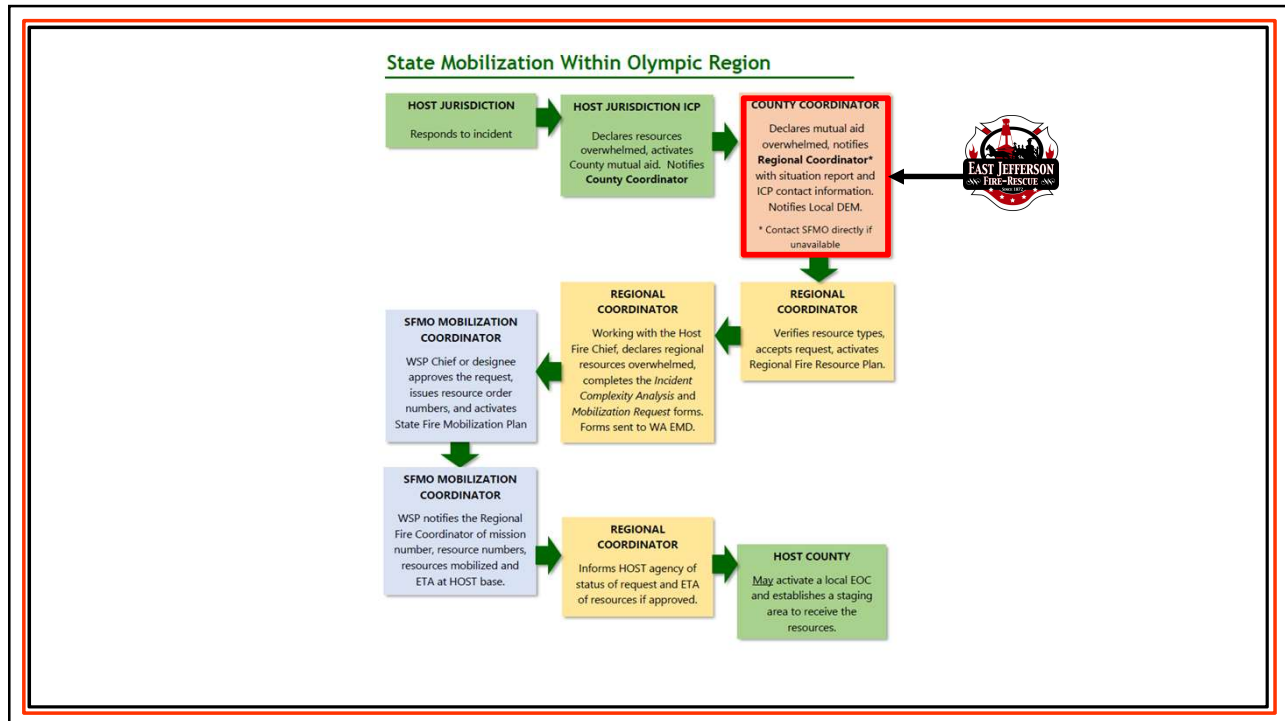 State Mobilization Within Olympic Region
HOST JURISDICTION
Responds to incident
HOST JURISDICTION ICP
Declares resources
overwhelmed, activates
County mutual aid. Notifies
County Coordinator
COUNTY COORDINATOR
Declares mutual aid
overwhelmed, notifies
Regional Coordinator*
with situation report and
ICP contact information.
Notifies Local DEM.
* Contact SFMO directly if
unavailable
EAST JEFFERSON
FIRE-RESCUE
SINCE 1872
REGIONAL
COORDINATOR
Verifies resource types,
accepts request, activates
Regional Fire Resource Plan.
REGIONAL
COORDINATOR
Working with the Host
Fire Chief, declares regional
resources overwhelmed,
completes the Incident
Complexity Analysis and
Mobilization Request forms.
Forms sent to WA EMD.
SFMO MOBILIZATION
COORDINATOR
WSP Chief or designee
approves the request,
issues resource order
numbers, and activates
State Fire Mobilization Plan
SFMO MOBILIZATION
COORDINATOR
WSP notifies the Regional
Fire Coordinator of mission
number, resource numbers,
resources mobilized and
ETA at HOST base.
REGIONAL
COORDINATOR
Informs HOST agency of
status of request and ETA
of resources if approved.
HOST COUNTY
May activate a local EOC
and establishes a staging
area to receive the
resources.